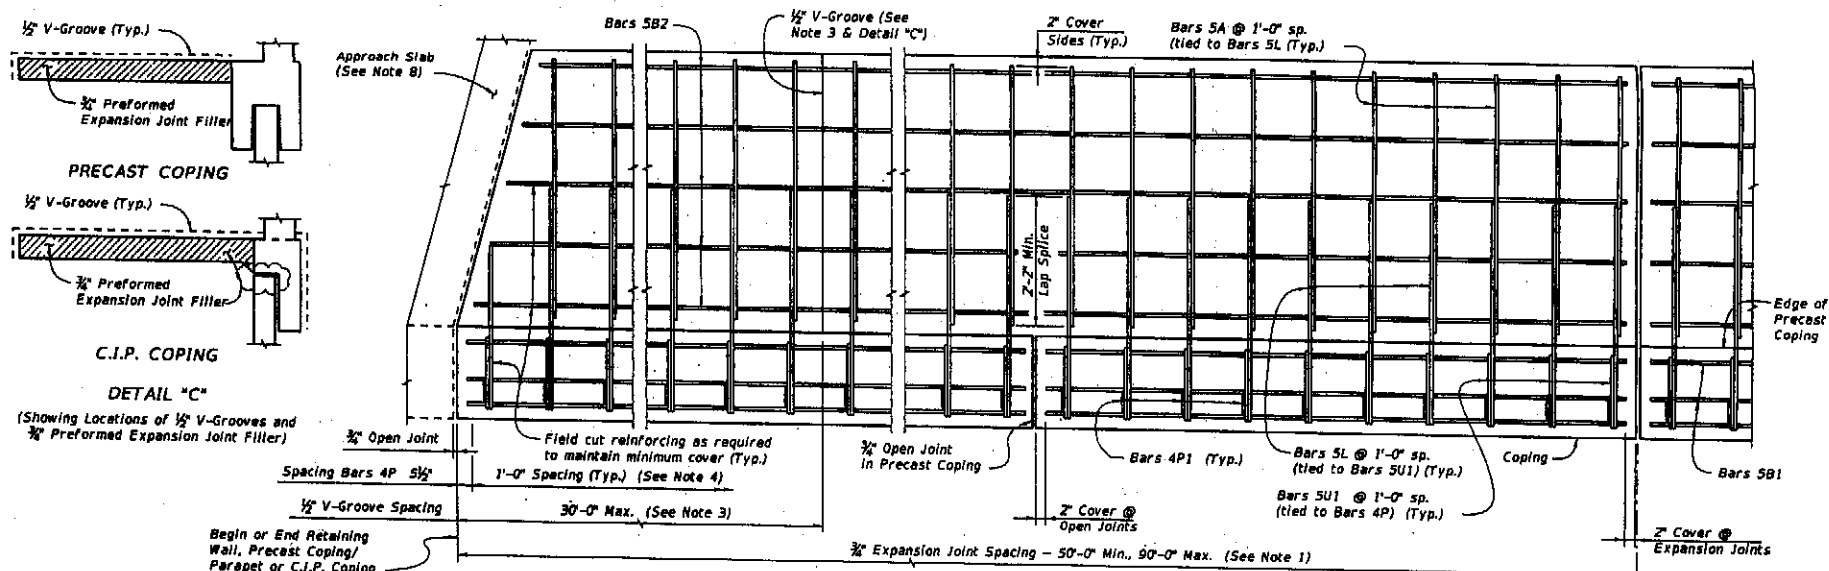 ½" V-Groove (Typ.)
¾" Preformed
Expansion Joint Filler
PRECAST COPING
½" V-Groove (Typ.)
¾" Preformed
Expansion Joint Filler
C.I.P. COPING
DETAIL "C"
(Showing Locations of ½" V-Grooves and
¾" Preformed Expansion Joint Filler)
Approach Slab
(See Note 8)
Bars 5B2
½" V-Groove (See
Note 3 & Detail "C")
2" Cover
Sides (Typ.)
Bars 5A @ 1'-0" sp.
(tied to Bars 5L (Typ.)
2'-2" Min.
Lap Splice
Edge of
Precast
Coping
¾" Open Joint
Field cut reinforcing as required
to maintain minimum cover (Typ.)
¾" Open Joint
in Precast Coping
Bars 4P1 (Typ.)
Bars 5L @ 1'-0" sp.
(tied to Bars 5U1) (Typ.)
Coping
Bars 5B1
Spacing Bars 4P 5½"
1'-0" Spacing (Typ.) (See Note 4)
Bars 5U1 @ 1'-0" sp.
(tied to Bars 4P) (Typ.)
½" V-Groove Spacing
30'-0" Max. (See Note 3)
2" Cover @
Open Joints
2" Cover @
Expansion Joints
Begin or End Retaining
Wall, Precast Coping/
Parapet or C.I.P. Coping
¾" Expansion Joint Spacing — 50'-0" Min., 90'-0" Max. (See Note 1)